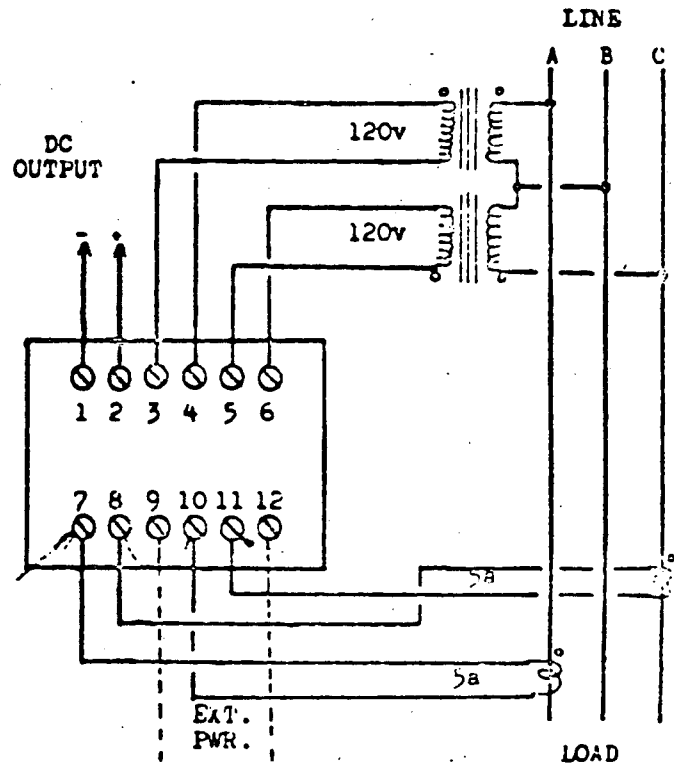 LINE
A B C
120v
DC
OUTPUT
120v
- +
1 2 3 4 5 6
7 8 9 10 11 12
5a
5a
EXT.
PWR.
LOAD